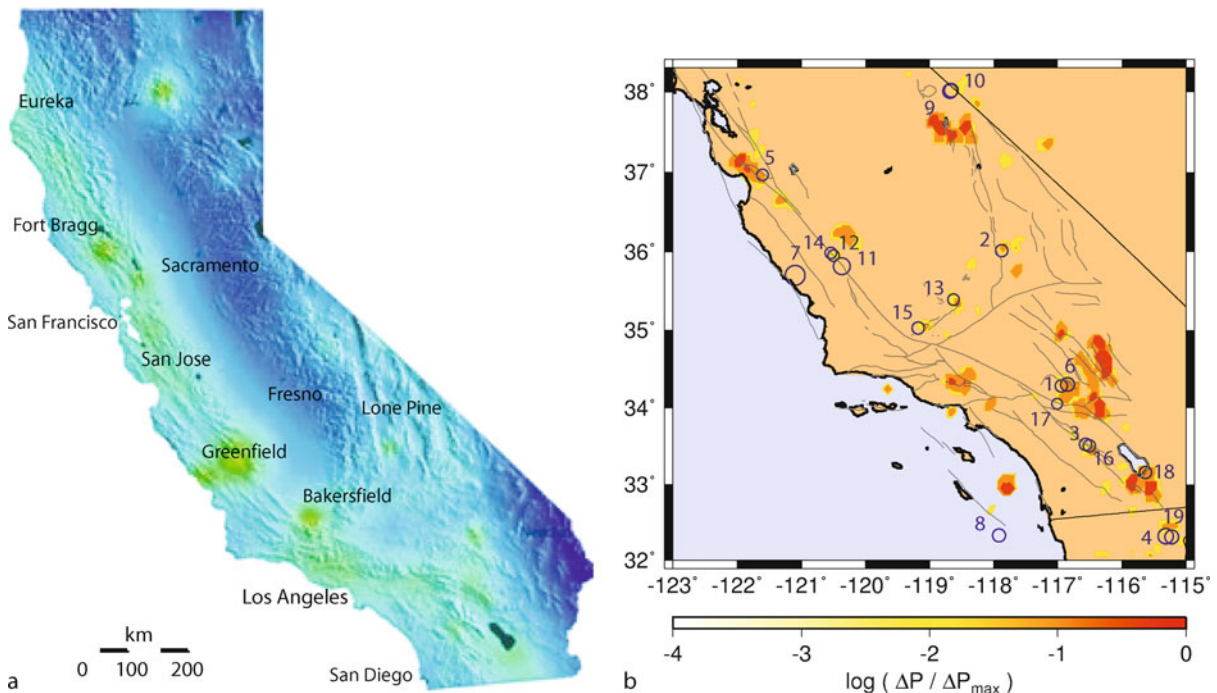 Eureka
Fort Bragg
Sacramento
San Francisco
San Jose
Fresno
Lone Pine
Greenfield
Bakersfield
Los Angeles
km
0 100 200
San Diego
a
38°
37°
36°
35°
34°
33°
32°
10
9
5
2
14
12
7
11
13
15
6
1
17
3
16
18
8
19
4
-123 -122° -121° -120° -119° -118° -117° -116° -115°
-4 -3 -2 -1 0
log ( ΔP / ΔPmax )
b